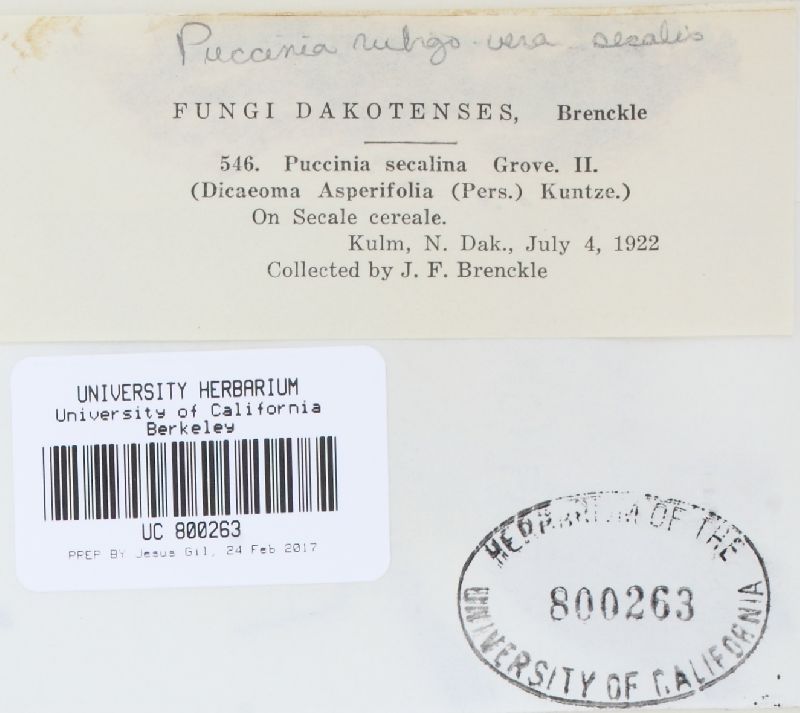 Puccinia rubigo-vera secalis
FUNGI DAKOTENSES, Brenckle
546. Puccinia secalina Grove. II.
(Dicaeoma Asperifolia (Pers.) Kuntze.)
On Secale cereale.
Kulm, N. Dak., July 4, 1922
Collected by J. F. Brenckle
UNIVERSITY HERBARIUM
University of California
Berkeley
UC 800263
PREP BY Jesus Gil, 24 Feb 2017
HERBARIUM OF THE
800263
UNIVERSITY OF CALIFORNIA